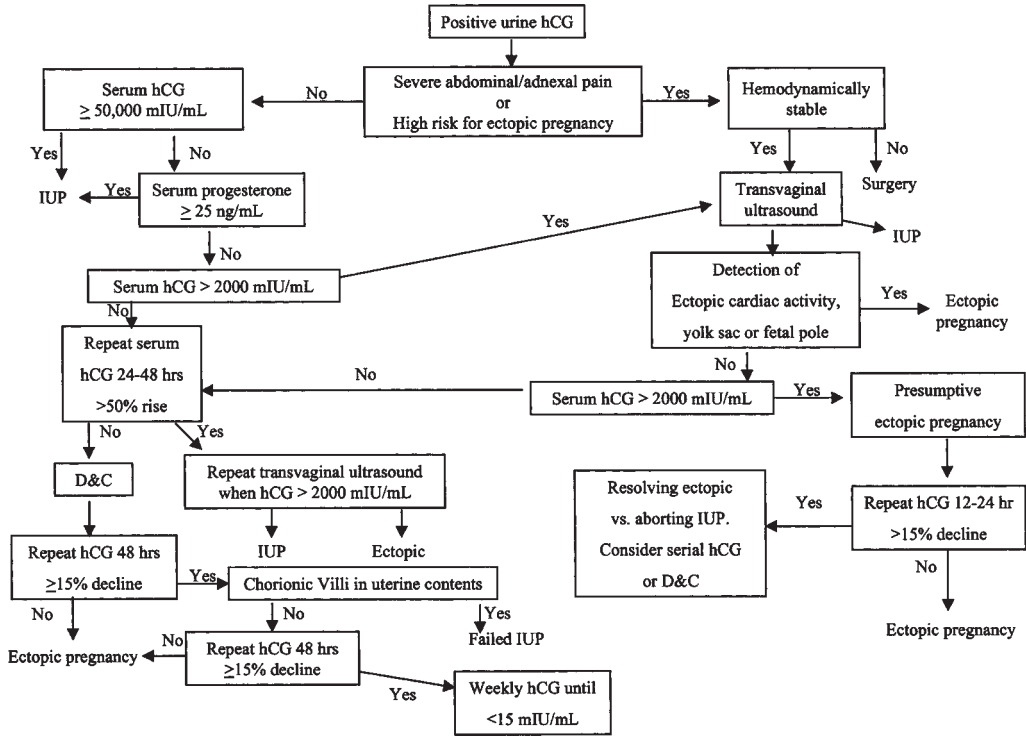 Positive urine hCG
Serum hCG
≥ 50,000 mIU/mL
No
Severe abdominal/adnexal pain
or
High risk for ectopic pregnancy
Yes
Hemodynamically
stable
Yes
No
IUP
Yes
Serum progesterone
≥ 25 ng/mL
Yes
No
Surgery
Transvaginal
ultrasound
Yes
IUP
No
Serum hCG > 2000 mIU/mL
Detection of
Ectopic cardiac activity,
yolk sac or fetal pole
Yes
Ectopic
pregnancy
No
Repeat serum
hCG 24-48 hrs
>50% rise
No
No
Serum hCG > 2000 mIU/mL
Yes
Presumptive
ectopic pregnancy
No
Yes
D&C
Repeat transvaginal ultrasound
when hCG > 2000 mIU/mL
IUP
Ectopic
Resolving ectopic
vs. aborting IUP.
Consider serial hCG
or D&C
Yes
Repeat hCG 12-24 hr
>15% decline
No
Ectopic pregnancy
Repeat hCG 48 hrs
≥15% decline
Yes
Chorionic Villi in uterine contents
No
No
Yes
Failed IUP
Ectopic pregnancy
No
Repeat hCG 48 hrs
≥15% decline
Yes
Weekly hCG until
<15 mIU/mL